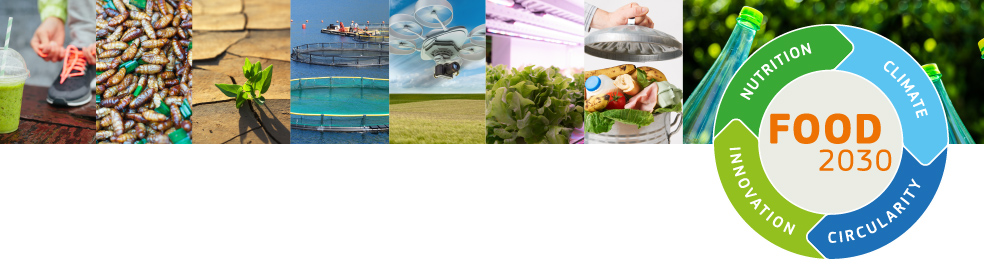 NUTRITION
CLIMATE
FOOD
2030
INNOVATION
CIRCULARITY